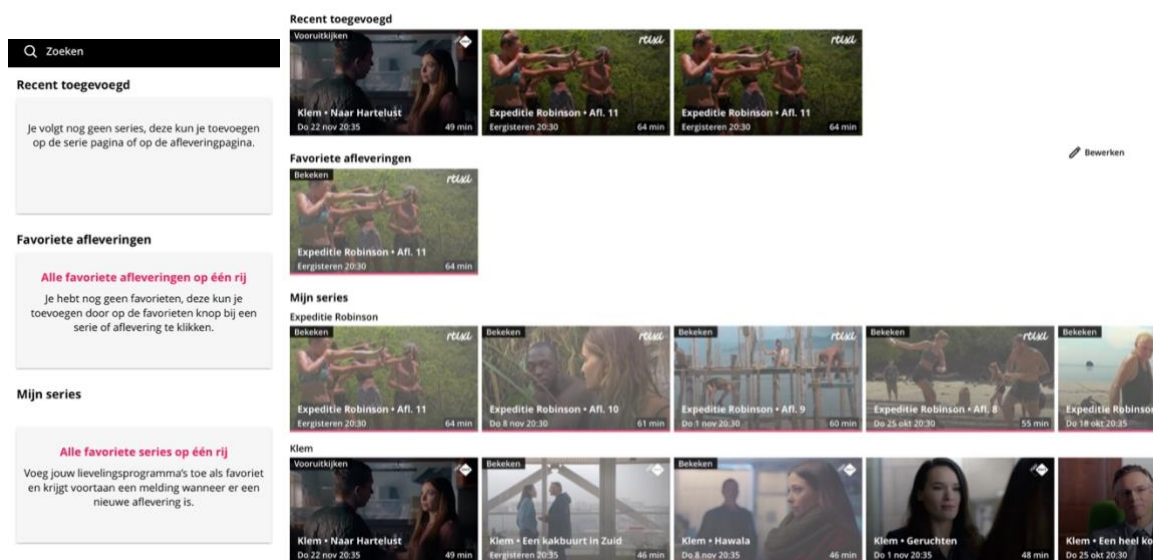 Zoeken
Recent toegevoegd
Je volgt nog geen series, deze kun je toevoegen
op de serie pagina of op de afleveringpagina.
Favoriete afleveringen
Alle favoriete afleveringen op één rij
Je hebt nog geen favorieten, deze kun je
toevoegen door op de favorieten knop bij een
serie of aflevering te klikken.
Mijn series
Alle favoriete series op één rij
Voeg jouw lievelingsprogramma's toe als favoriet
en krijgt voortaan een melding wanneer er een
nieuwe aflevering is.
Recent toegevoegd
Vooruitkijken
Klem • Naar Hartelust
Do 22 nov 20:35 49 min
rtlxl
Expeditie Robinson • Afl. 11
Eergisteren 20:30 64 min
rtlxl
Expeditie Robinson • Afl. 11
Eergisteren 20:30 64 min
Favoriete afleveringen
Bewerken
Bekeken rtlxl
Expeditie Robinson • Afl. 11
Eergisteren 20:30 64 min
Mijn series
Expeditie Robinson
Bekeken rtlxl
Expeditie Robinson • Afl. 11
Eergisteren 20:30 64 min
Bekeken rtlxl
Expeditie Robinson • Afl. 10
Do 8 nov 20:30 61 min
Bekeken rtlxl
Expeditie Robinson • Afl. 9
Do 1 nov 20:30 60 min
Bekeken rtlxl
Expeditie Robinson • Afl. 8
Do 25 okt 20:30 55 min
Bekeken
Expeditie Robinso
Do 18 okt 20:35
Klem
Vooruitkijken
Klem • Naar Hartelust
Do 22 nov 20:35 49 min
Bekeken
Klem • Een kakbuurt in Zuid
Eergisteren 20:35 46 min
Bekeken
Klem • Hawala
Do 8 nov 20:35 46 min
Klem • Geruchten
Do 1 nov 20:35 48 min
Klem • Een heel ko
Do 25 okt 20:30